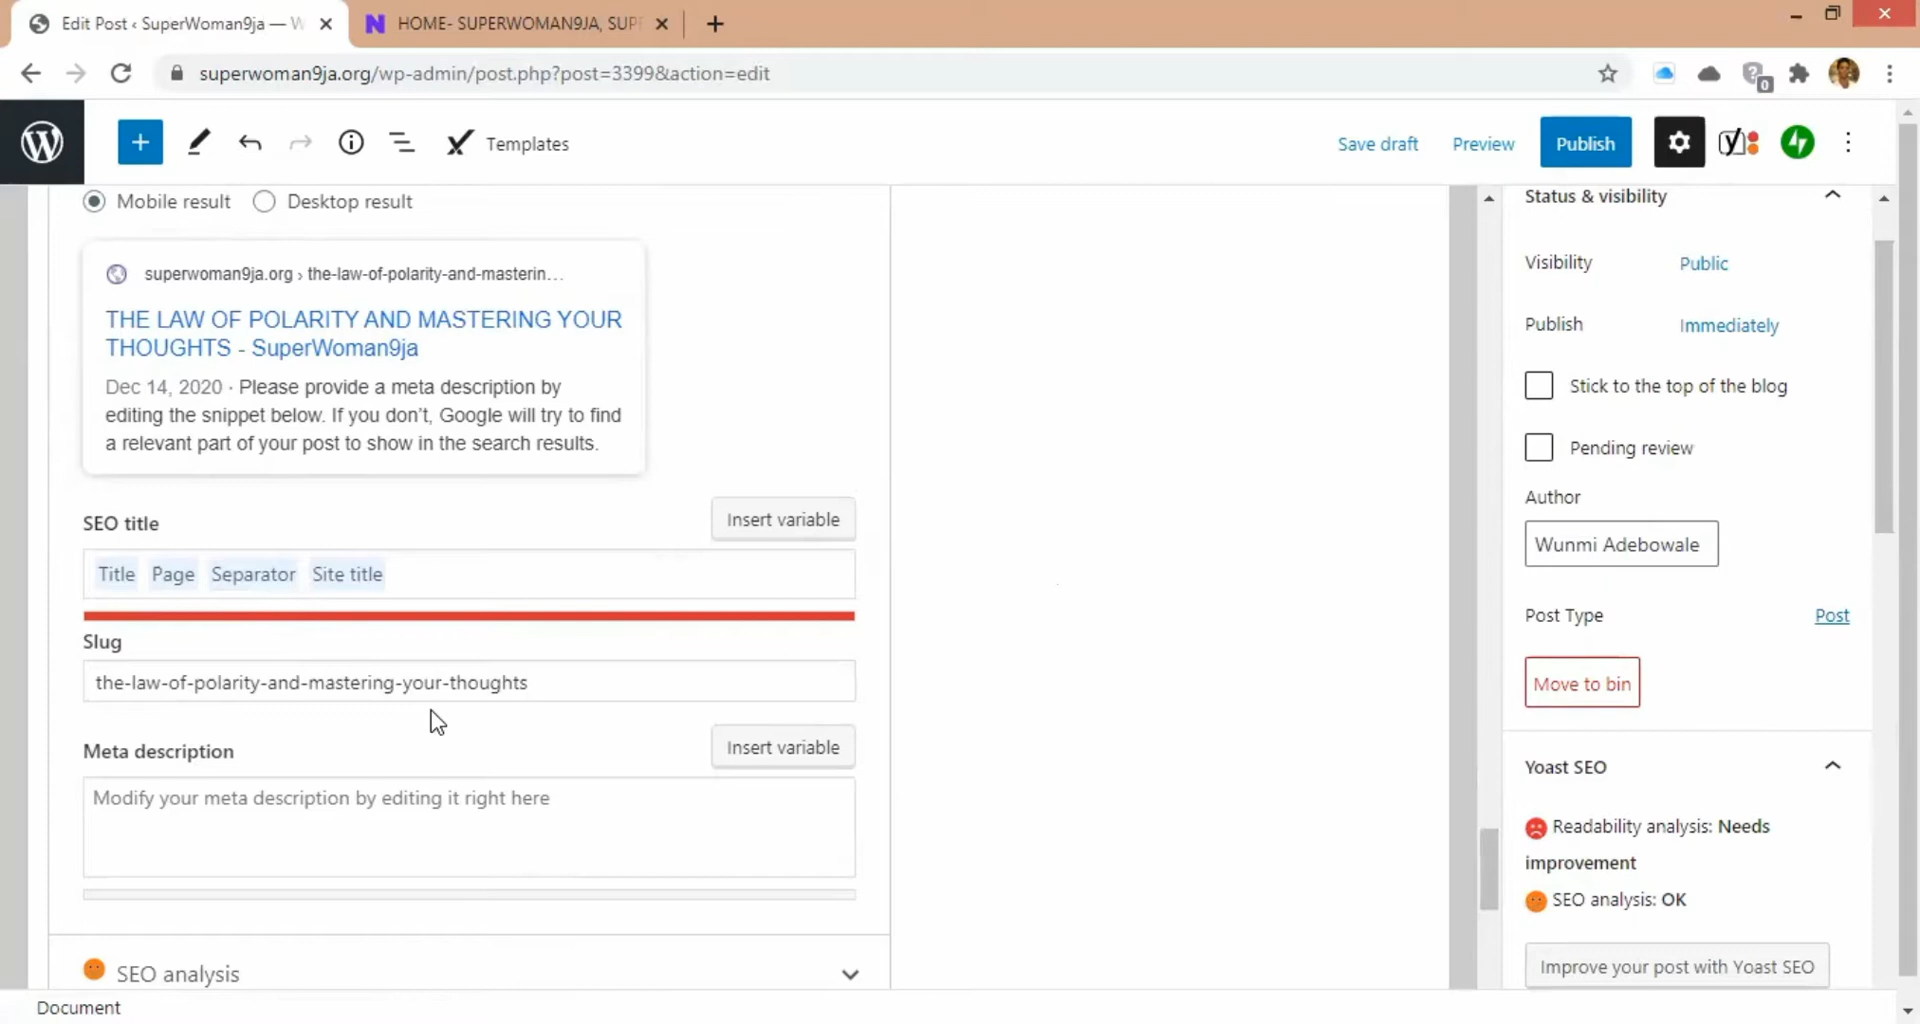 Edit Post ‹ SuperWoman9ja — W
HOME- SUPERWOMAN9JA, SUPE
superwoman9ja.org/wp-admin/post.php?post=3399&action=edit
0
Templates
Save draft
Preview
Publish
Mobile result
Desktop result
superwoman9ja.org › the-law-of-polarity-and-masterin…
THE LAW OF POLARITY AND MASTERING YOUR
THOUGHTS - SuperWoman9ja
Dec 14, 2020 · Please provide a meta description by
editing the snippet below. If you don't, Google will try to find
a relevant part of your post to show in the search results.
SEO title
Insert variable
Title Page Separator Site title
Slug
the-law-of-polarity-and-mastering-your-thoughts
Meta description
Insert variable
Modify your meta description by editing it right here
SEO analysis
Document
Status & visibility
Visibility
Public
Publish
Immediately
Stick to the top of the blog
Pending review
Author
Wunmi Adebowale
Post Type
Post
Move to bin
Yoast SEO
Readability analysis: Needs
improvement
SEO analysis: OK
Improve your post with Yoast SEO